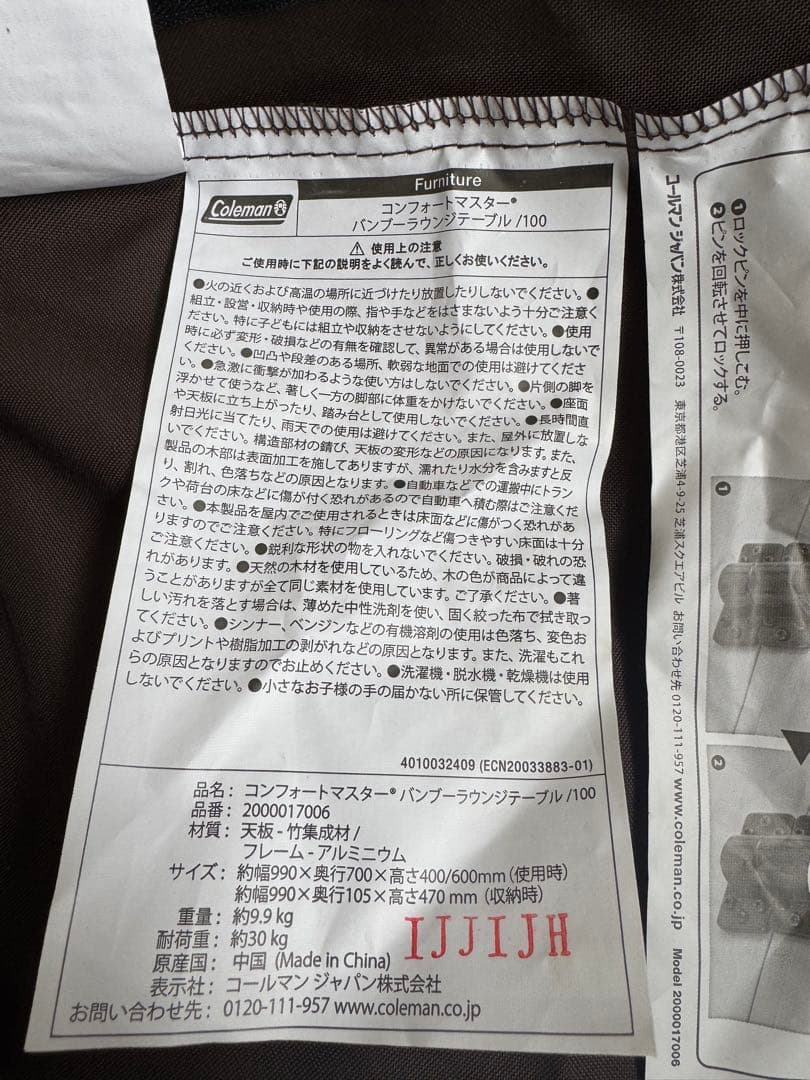 Furniture
Coleman
コンフォートマスター®
バンブーラウンジテーブル /100
⚠ 使用上の注意
ご使用時に下記の説明をよく読んで、正しくお使いください。
●火の近くおよび高温の場所に近づけたり放置したりしないでください。●
組立・設営・収納時や使用の際、指や手などをはさまないよう十分ご注意く
ださい。特に子どもには組立や収納をさせないようにしてください。●使用
時に必ず変形・破損などの有無を確認して、異常がある場合は使用しないで
ください。●凹凸や段差のある場所、軟弱な地面での使用は避けてくださ
い。●急激に衝撃が加わるような使い方はしないでください。●片側の脚を
浮かせて使うなど、著しく一方の脚部に体重をかけないでください。●座面
や天板に立ち上がったり、踏み台として使用しないでください。●長時間直
射日光に当てたり、雨天での使用は避けてください。また、屋外に放置しな
いでください。構造部材の錆び、天板の変形などの原因になります。また、
製品の木部は表面加工を施してありますが、濡れたり水分を含みますと反
り、割れ、色落ちなどの原因となります。●自動車などでの運搬中にトラン
クや荷台の床などに傷が付く恐れがあるので自動車へ積む際はご注意くだ
さい。●本製品を屋内でご使用されるときは床面などに傷がつく恐れがあ
りますのでご注意ください。特にフローリングなど傷つきやすい床面は十分
ご注意ください。●鋭利な形状の物を入れないでください。破損・破れの恐
れがあります。●天然の木材を使用しているため、木の色が商品によって違
うことがありますが全て同じ素材を使用しています。ご了承ください。●著
しい汚れを落とす場合は、薄めた中性洗剤を使い、固く絞った布で拭き取っ
てください。●シンナー、ベンジンなどの有機溶剤の使用は色落ち、変色お
よびプリントや樹脂加工の剥がれなどの原因となります。また、洗濯もこれ
らの原因となりますのでお止めください。●洗濯機・脱水機・乾燥機は使用
しないでください。●小さなお子様の手の届かない所に保管してください。
4010032409 (ECN20033883-01)
品名: コンフォートマスター® バンブーラウンジテーブル /100
品番: 2000017006
材質: 天板 - 竹集成材 /
フレーム - アルミニウム
サイズ: 約幅990×奥行700×高さ400/600mm(使用時)
約幅990×奥行105×高さ470 mm (収納時)
重量: 約9.9 kg
耐荷重: 約30 kg
原産国: 中国 (Made in China)
IJJIJH
表示社: コールマン ジャパン株式会社
お問い合わせ先: 0120-111-957 www.coleman.co.jp
コールマン ジャパン株式会社 〒108-0023 東京都港区芝浦4-9-25 芝浦スクエアビル お問い合わせ先 0120-111-957 www.coleman.co.jp Model 2000017006
❶ロックピンを中に押しこむ。
❷ピンを回転させてロックする。
❶
❷